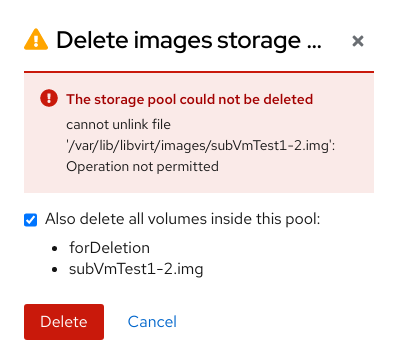 Delete images storage ...
The storage pool could not be deleted
cannot unlink file
'/var/lib/libvirt/images/subVmTest1-2.img':
Operation not permitted
Also delete all volumes inside this pool:
forDeletion
subVmTest1-2.img
Delete Cancel